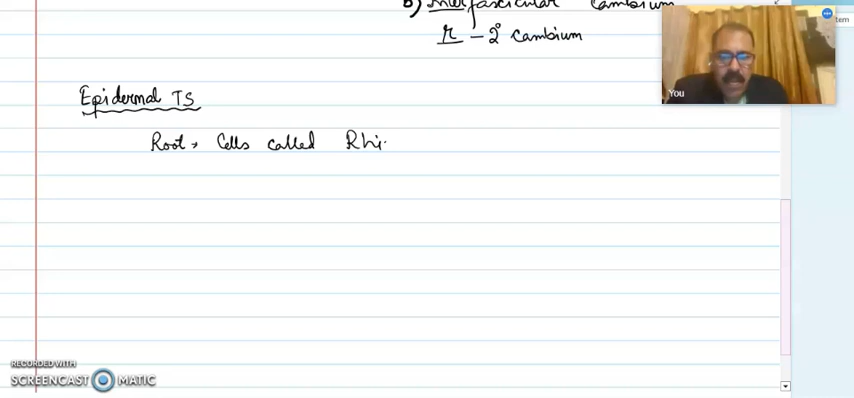 b) Interfascicular Cambium
r – 2° cambium
Epidermal TS
Root → Cells called Rhi
You
RECORDED WITH
SCREENCAST MATIC